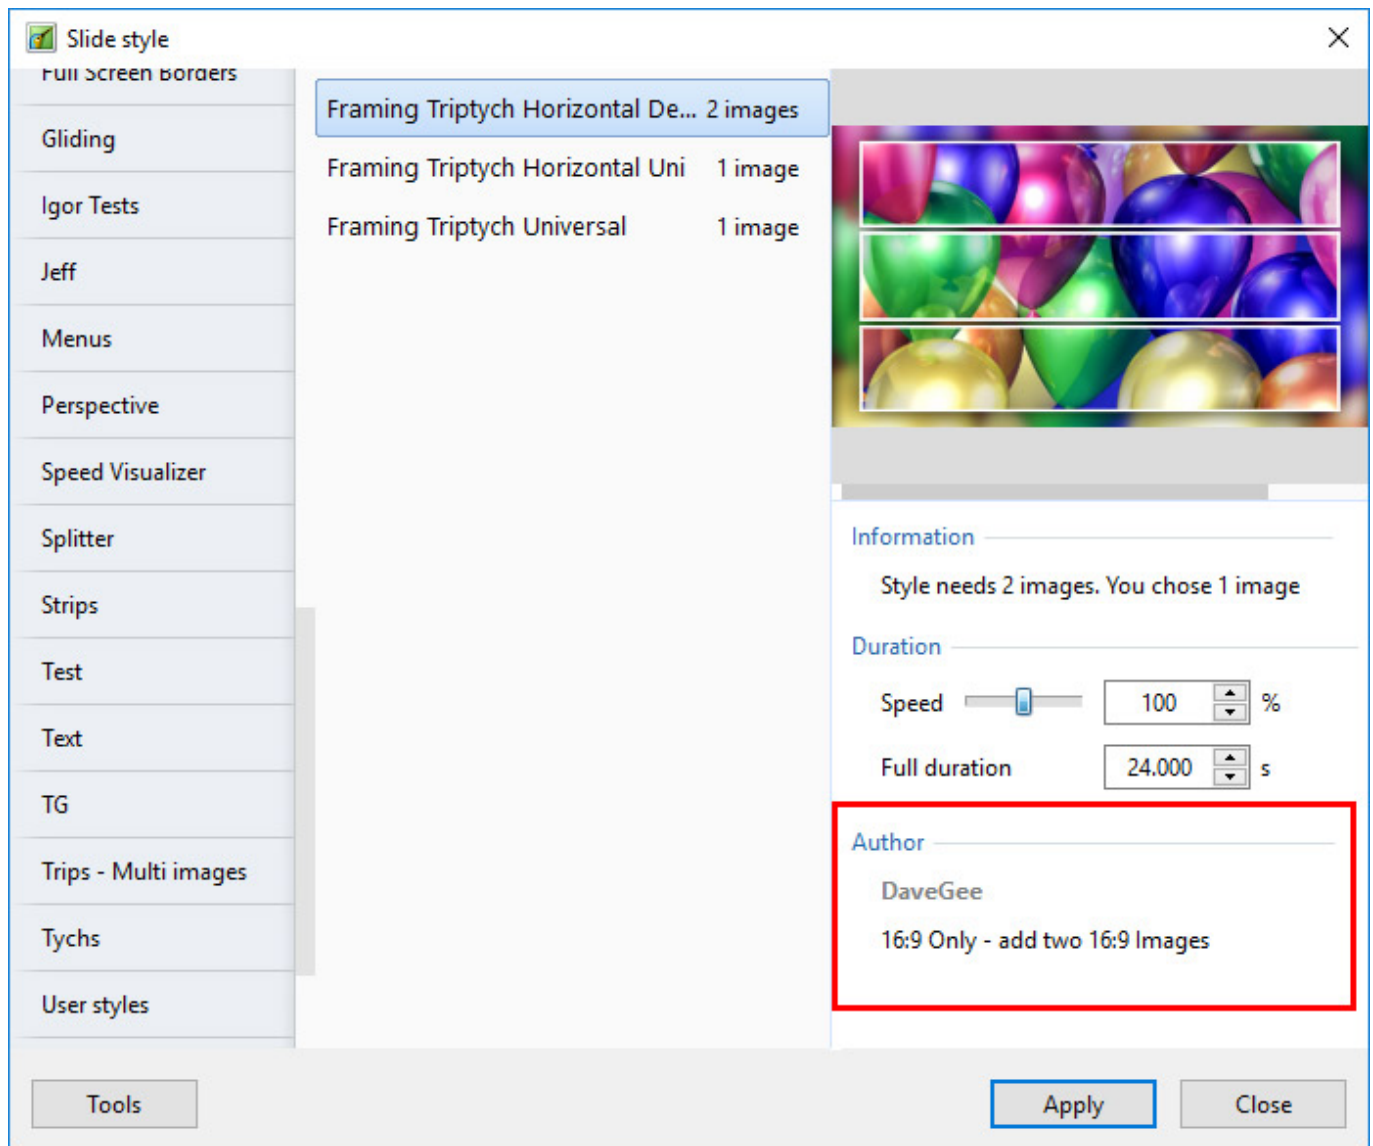 Slide style
Full Screen Borders
Gliding
Igor Tests
Jeff
Menus
Perspective
Speed Visualizer
Splitter
Strips
Test
Text
TG
Trips - Multi images
Tychs
User styles
Framing Triptych Horizontal De... 2 images
Framing Triptych Horizontal Uni 1 image
Framing Triptych Universal 1 image
Information
Style needs 2 images. You chose 1 image
Duration
Speed 100 %
Full duration 24.000 s
Author
DaveGee
16:9 Only - add two 16:9 Images
Tools
Apply
Close